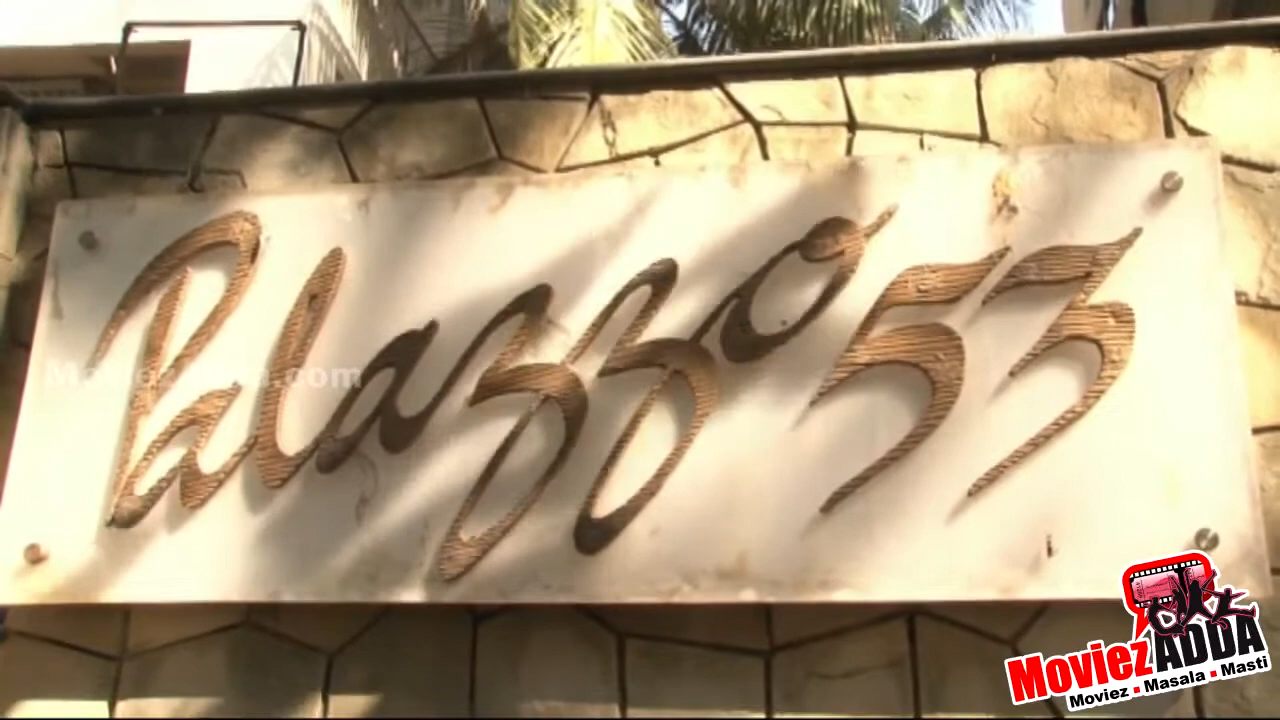 Palazzo 53
Moviez ADDA
Moviez ▪ Masala ▪ Masti